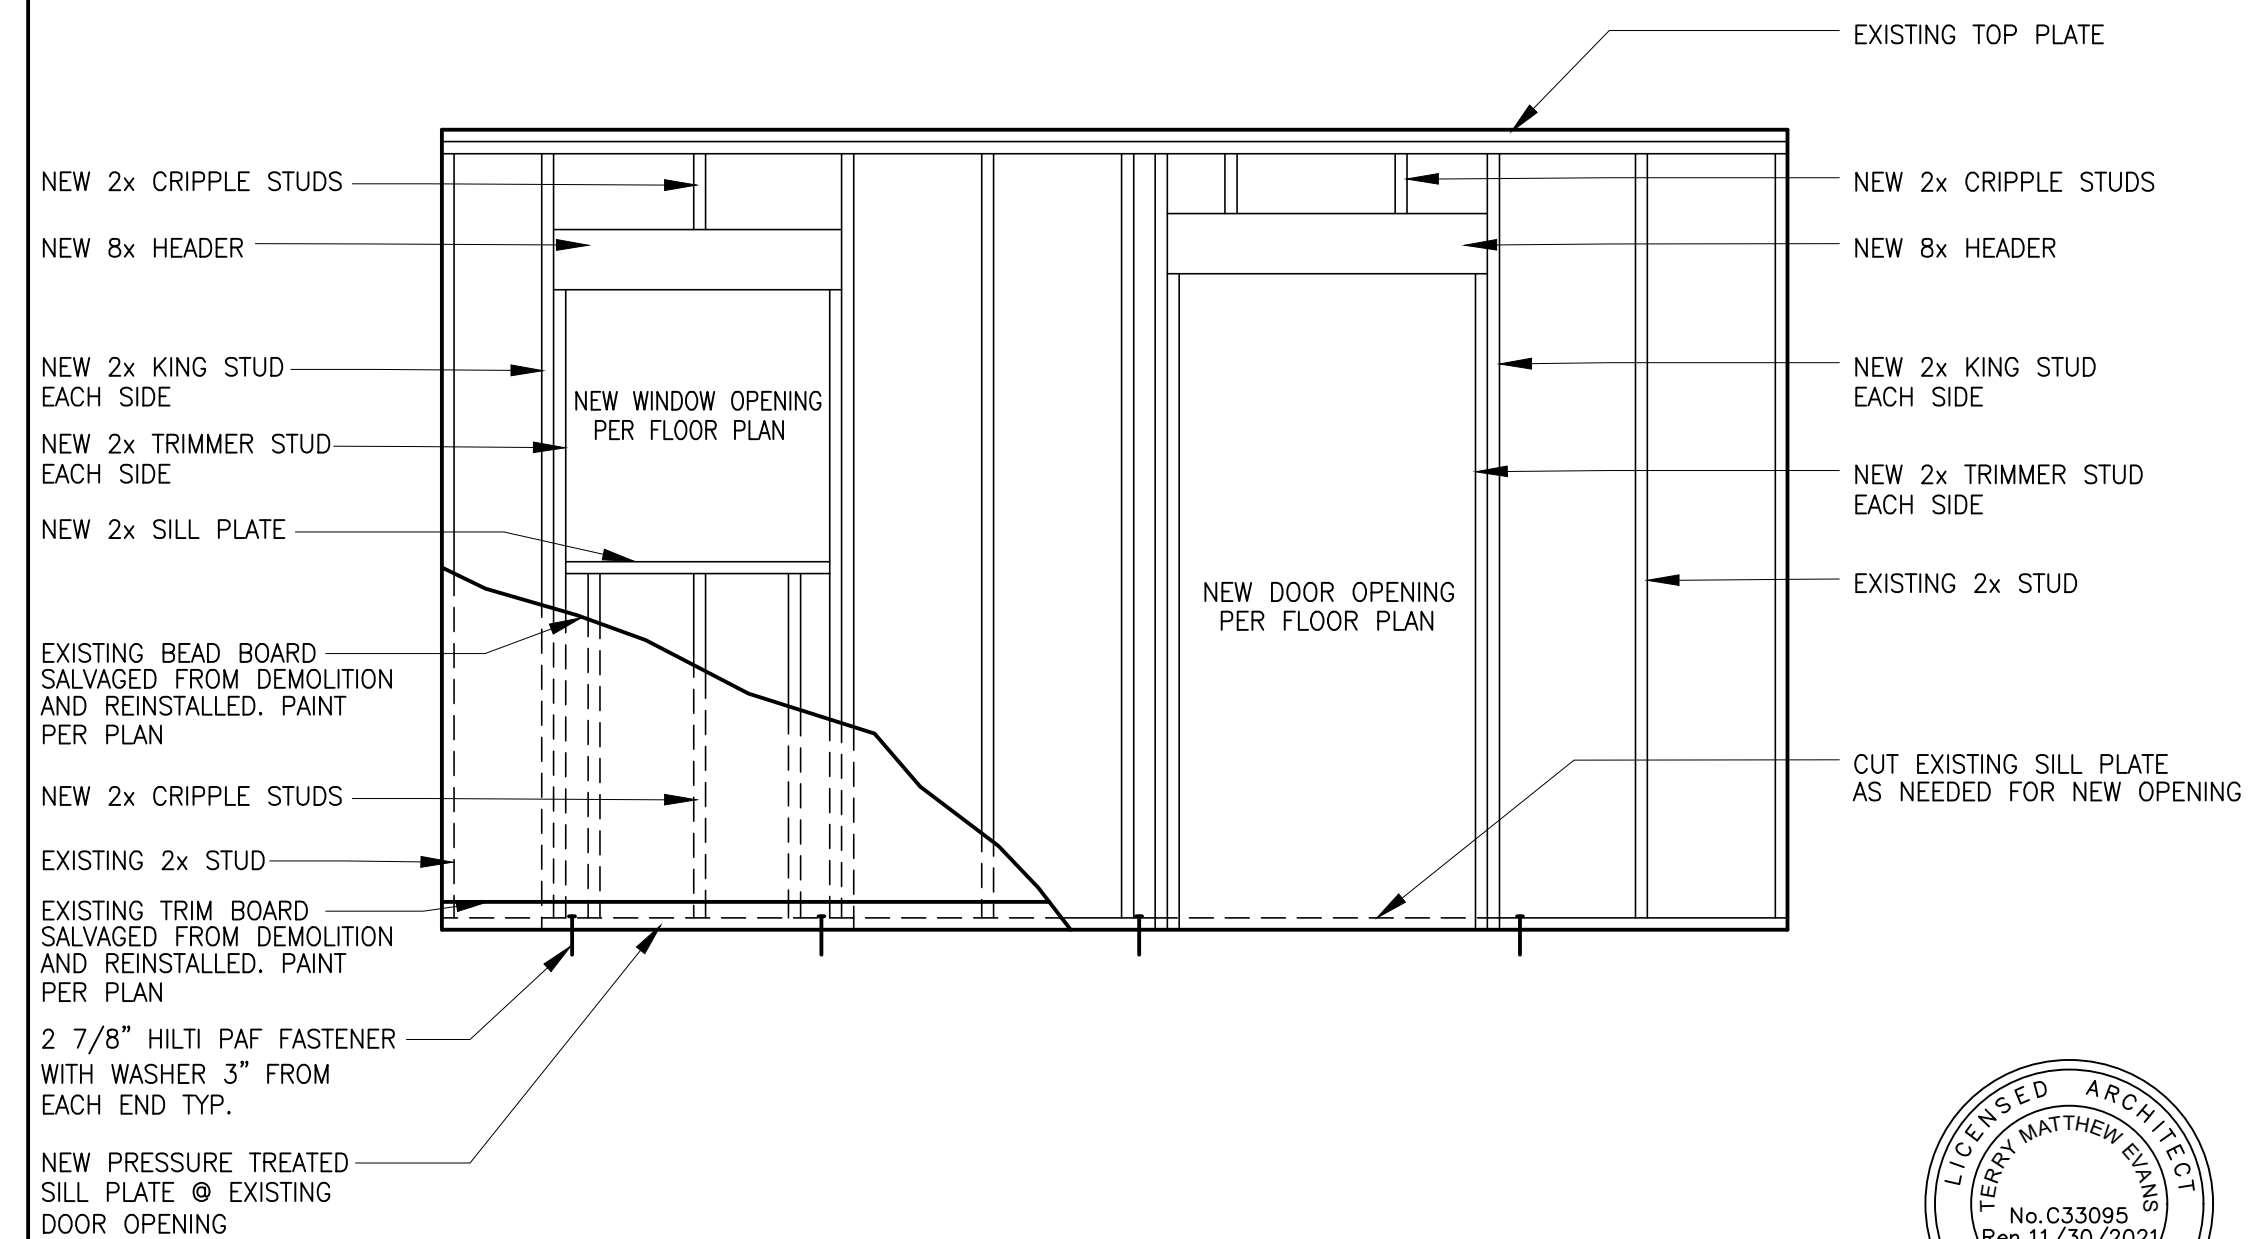 EXISTING TOP PLATE
NEW 2x CRIPPLE STUDS
NEW 8x HEADER
NEW 2x KING STUD
EACH SIDE
NEW 2x TRIMMER STUD
EACH SIDE
NEW 2x SILL PLATE
EXISTING BEAD BOARD
SALVAGED FROM DEMOLITION
AND REINSTALLED. PAINT
PER PLAN
NEW 2x CRIPPLE STUDS
EXISTING 2x STUD
EXISTING TRIM BOARD
SALVAGED FROM DEMOLITION
AND REINSTALLED. PAINT
PER PLAN
2 7/8” HILTI PAF FASTENER
WITH WASHER 3” FROM
EACH END TYP.
NEW PRESSURE TREATED
SILL PLATE @ EXISTING
DOOR OPENING
NEW WINDOW OPENING
PER FLOOR PLAN
NEW DOOR OPENING
PER FLOOR PLAN
NEW 2x CRIPPLE STUDS
NEW 8x HEADER
NEW 2x KING STUD
EACH SIDE
NEW 2x TRIMMER STUD
EACH SIDE
EXISTING 2x STUD
CUT EXISTING SILL PLATE
AS NEEDED FOR NEW OPENING
LICENSED ARCHITECT
TERRY MATTHEW EVANS
No.C33095
Ren.11/30/2021